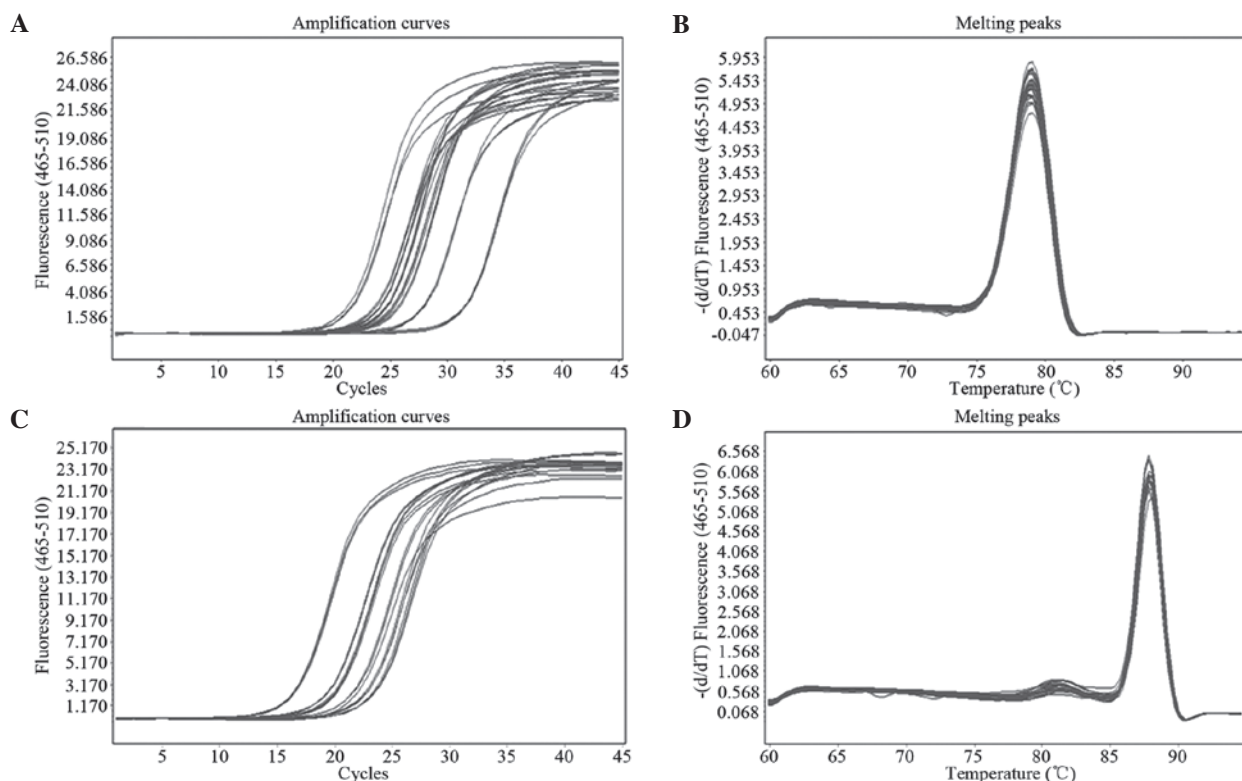 A
Amplification curves
Fluorescence (465-510)
26.586
24.086
21.586
19.086
16.586
14.086
11.586
9.086
6.586
4.086
1.586
5 10 15 20 25 30 35 40 45
Cycles
B
Melting peaks
-(d/dT) Fluorescence (465-510)
5.953
5.453
4.953
4.453
3.953
3.453
2.953
2.453
1.953
1.453
0.953
0.453
-0.047
60 65 70 75 80 85 90
Temperature (℃)
C
Amplification curves
Fluorescence (465-510)
25.170
23.170
21.170
19.170
17.170
15.170
13.170
11.170
9.170
7.170
5.170
3.170
1.170
5 10 15 20 25 30 35 40 45
Cycles
D
Melting peaks
-(d/dT) Fluorescence (465-510)
6.568
6.068
5.568
5.068
4.568
4.068
3.568
3.068
2.568
2.068
1.568
1.068
0.568
0.068
60 65 70 75 80 85 90
Temperature (℃)